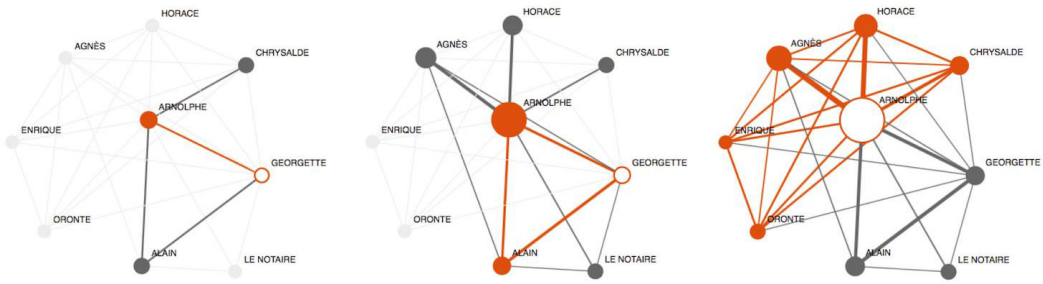 HORACE
AGNÈS
CHRYSALDE
ARNOLPHE
ENRIQUE
GEORGETTE
ORONTE
ALAIN
LE NOTAIRE
HORACE
AGNÈS
CHRYSALDE
ARNOLPHE
ENRIQUE
GEORGETTE
ORONTE
ALAIN
LE NOTAIRE
HORACE
AGNÈS
CHRYSALDE
ARNOLPHE
ENRIQUE
GEORGETTE
ORONTE
ALAIN
LE NOTAIRE